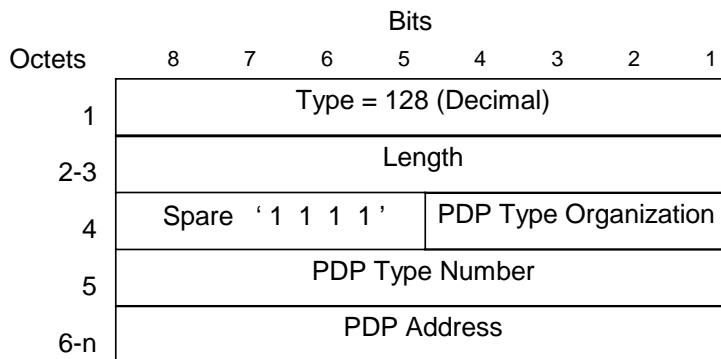 Bits
Octets 8 7 6 5 4 3 2 1
1 Type = 128 (Decimal)
2-3 Length
4 Spare ‘ 1 1 1 1 ’ PDP Type Organization
5 PDP Type Number
6-n PDP Address